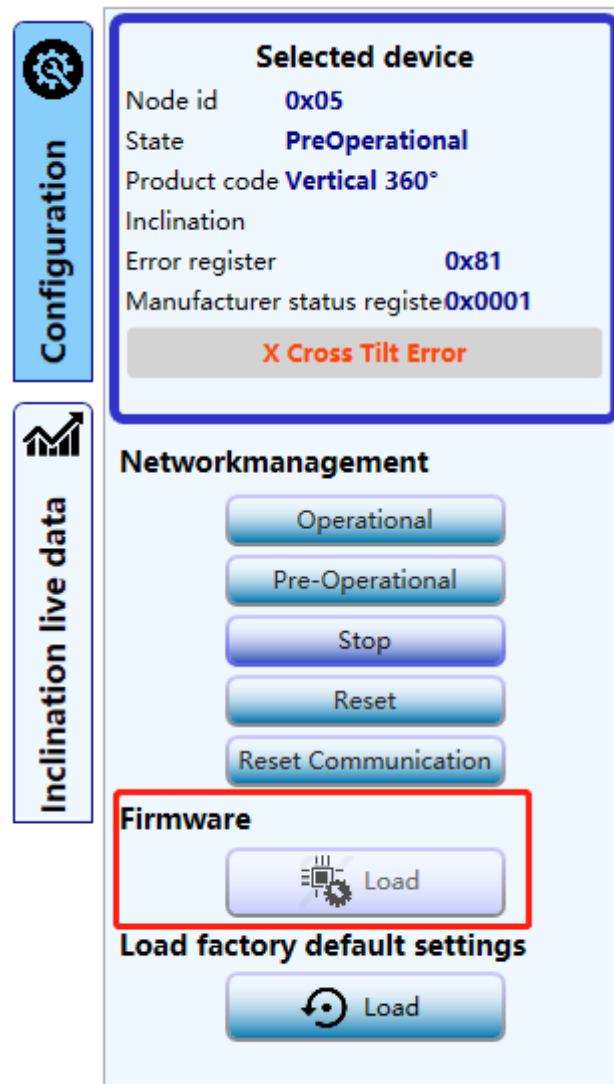 Configuration
Inclination live data
Selected device
Node id 0x05
State PreOperational
Product code Vertical 360°
Inclination
Error register 0x81
Manufacturer status registe 0x0001
X Cross Tilt Error
Networkmanagement
Operational
Pre-Operational
Stop
Reset
Reset Communication
Firmware
Load
Load factory default settings
Load